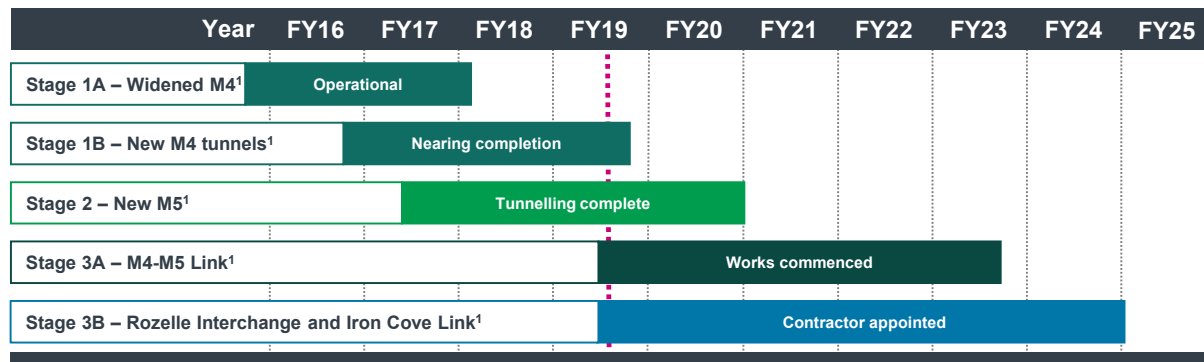 Year FY16 FY17 FY18 FY19 FY20 FY21 FY22 FY23 FY24 FY25
Stage 1A – Widened M4¹ Operational
Stage 1B – New M4 tunnels¹ Nearing completion
Stage 2 – New M5¹ Tunnelling complete
Stage 3A – M4-M5 Link¹ Works commenced
Stage 3B – Rozelle Interchange and Iron Cove Link¹ Contractor appointed